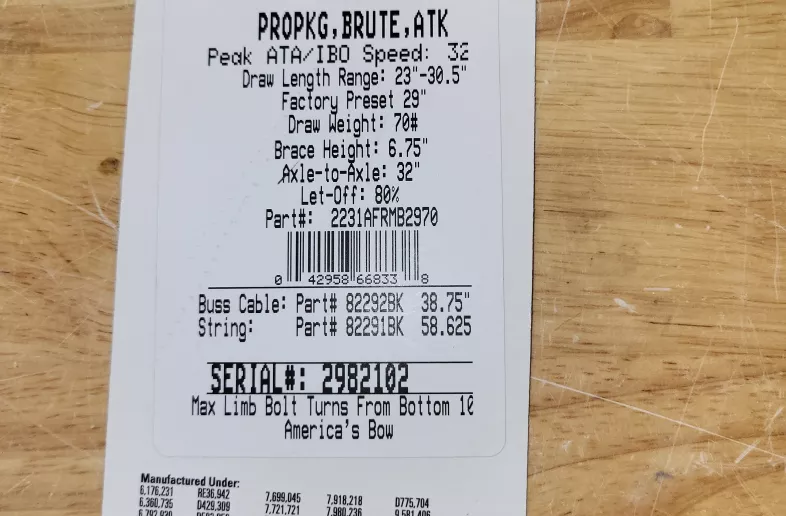 PROPKG,BRUTE,ATK
Peak ATA/IBO Speed: 32
Draw Length Range: 23"-30.5"
Factory Preset 29"
Draw Weight: 70#
Brace Height: 6.75"
Axle-to-Axle: 32"
Let-Off: 80%
Part#: 2231AFRMB2970
0 42958 66833 8
Buss Cable: Part# 82292BK 38.75"
String: Part# 82291BK 58.625
SERIAL#: 2982102
Max Limb Bolt Turns From Bottom 10
America's Bow
Manufactured Under:
6,176,231 RE36,942 7,699,045 7,918,218 D775,704
6,360,735 D429,309 7,721,721 7,980,236 9,581,406